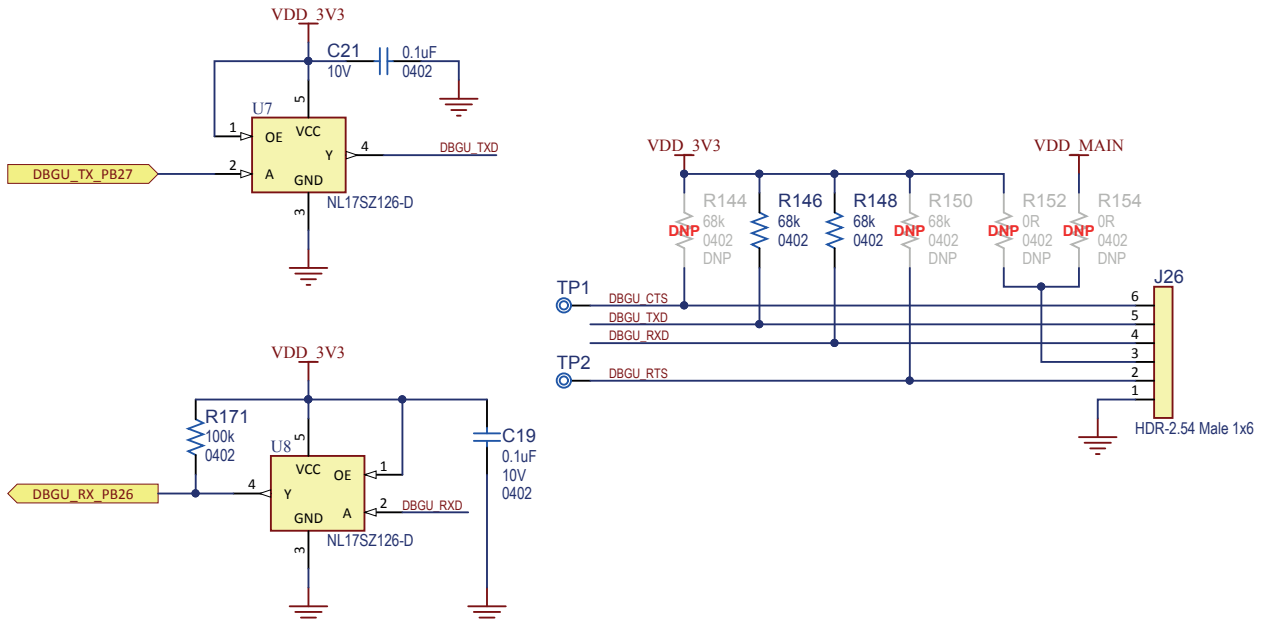 VDD_3V3
C21
10V
0.1uF
0402
U7
5
1
OE
VCC
Y
4
DBGU_TXD
DBGU_TX_PB27
2
A
GND
3
NL17SZ126-D
VDD_3V3
R171
100k
0402
U8
5
VCC
OE
1
C19
0.1uF
10V
0402
DBGU_RX_PB26
4
Y
GND
A
2
DBGU_RXD
3
NL17SZ126-D
VDD_3V3
VDD_MAIN
R144
68k
0402
DNP
DNP
R146
68k
0402
R148
68k
0402
R150
68k
0402
DNP
DNP
R152
0R
0402
DNP
DNP
R154
0R
0402
DNP
DNP
J26
TP1
DBGU_CTS
6
DBGU_TXD
5
DBGU_RXD
4
3
TP2
DBGU_RTS
2
1
HDR-2.54 Male 1x6